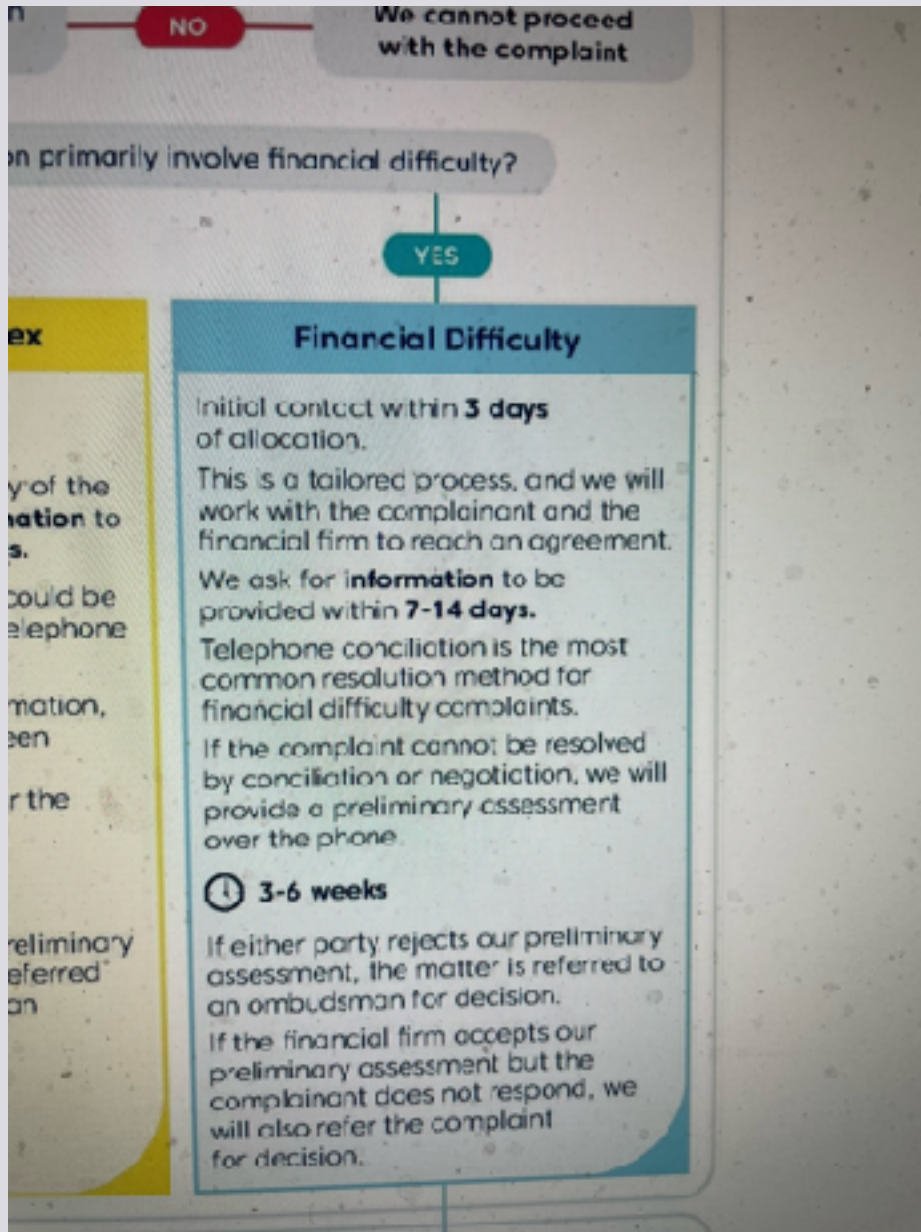 n
NO
We cannot proceed
with the complaint
on primarily involve financial difficulty?
YES
ex
y of the
nation to
s.
could be
elephone
mation,
een
r the
reliminary
eferred
an
Financial Difficulty
Initial contact within 3 days
of allocation.
This is a tailored process, and we will
work with the complainant and the
financial firm to reach an agreement.
We ask for information to be
provided within 7-14 days.
Telephone conciliation is the most
common resolution method for
financial difficulty complaints.
If the complaint cannot be resolved
by conciliation or negotiation, we will
provide a preliminary assessment
over the phone.
3-6 weeks
If either party rejects our preliminary
assessment, the matter is referred to
an ombudsman for decision.
If the financial firm accepts our
preliminary assessment but the
complainant does not respond, we
will also refer the complaint
for decision.